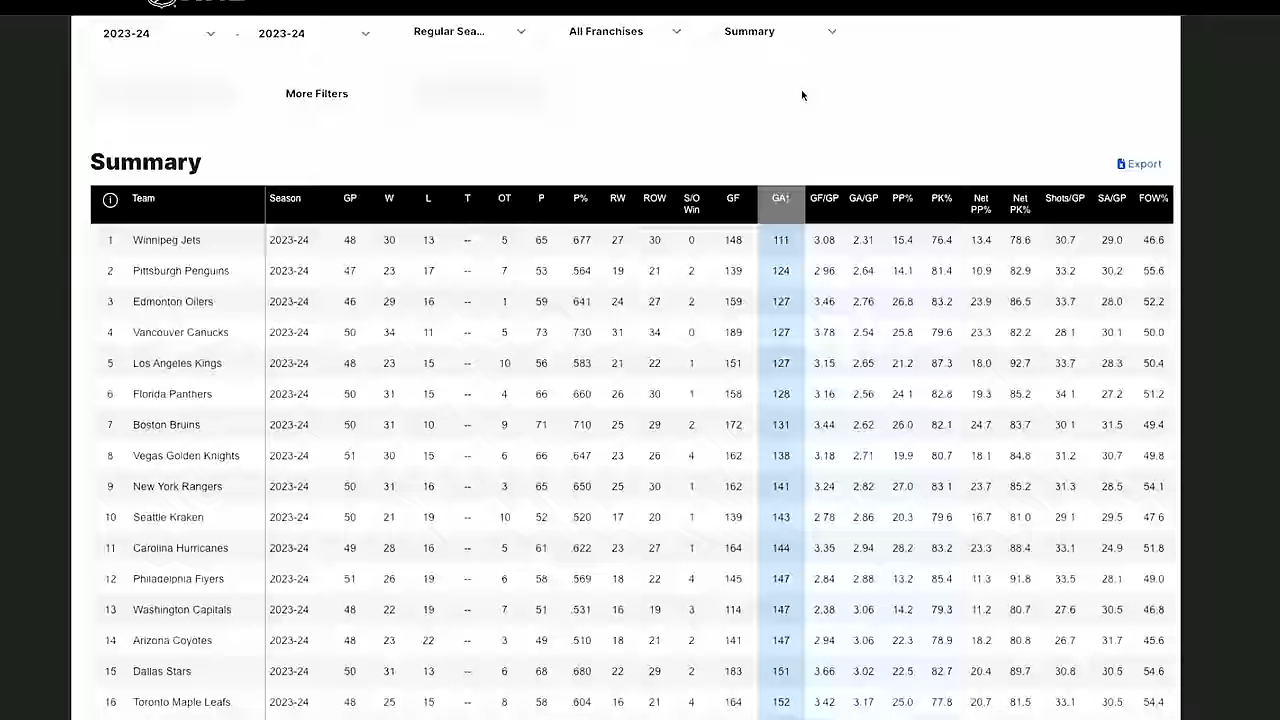 2023-24 - 2023-24 Regular Sea... All Franchises Summary
More Filters
Summary
Export
Team Season GP W L T OT P P% RW ROW S/O Win GF GA↑ GF/GP GA/GP PP% PK% Net PP% Net PK% Shots/GP SA/GP FOW%
1 Winnipeg Jets 2023-24 48 30 13 -- 5 65 .677 27 30 0 148 111 3.08 2.31 15.4 76.4 13.4 78.6 30.7 29.0 46.6
2 Pittsburgh Penguins 2023-24 47 23 17 -- 7 53 .564 19 21 2 139 124 2.96 2.64 14.1 81.4 10.9 82.9 33.2 30.2 55.6
3 Edmonton Oilers 2023-24 46 29 16 -- 1 59 .641 24 27 2 159 127 3.46 2.76 26.8 83.2 23.9 86.5 33.7 28.0 52.2
4 Vancouver Canucks 2023-24 50 34 11 -- 5 73 .730 31 34 0 189 127 3.78 2.54 25.8 79.6 23.3 82.2 28.1 30.1 50.0
5 Los Angeles Kings 2023-24 48 23 15 -- 10 56 .583 21 22 1 151 127 3.15 2.65 21.2 87.3 18.0 92.7 33.7 28.3 50.4
6 Florida Panthers 2023-24 50 31 15 -- 4 66 .660 26 30 1 158 128 3.16 2.56 24.1 82.8 19.3 85.2 34.1 27.2 51.2
7 Boston Bruins 2023-24 50 31 10 -- 9 71 .710 25 29 2 172 131 3.44 2.62 26.0 82.1 24.7 83.7 30.1 31.5 49.4
8 Vegas Golden Knights 2023-24 51 30 15 -- 6 66 .647 23 26 4 162 138 3.18 2.71 19.9 80.7 18.1 84.8 31.2 30.7 49.8
9 New York Rangers 2023-24 50 31 16 -- 3 65 .650 25 30 1 162 141 3.24 2.82 27.0 83.1 23.7 85.2 31.3 28.5 54.1
10 Seattle Kraken 2023-24 50 21 19 -- 10 52 .520 17 20 1 139 143 2.78 2.86 20.3 79.6 16.7 81.0 29.1 29.5 47.6
11 Carolina Hurricanes 2023-24 49 28 16 -- 5 61 .622 23 27 1 164 144 3.35 2.94 26.2 83.2 23.3 88.4 33.1 24.9 51.8
12 Philadelphia Flyers 2023-24 51 26 19 -- 6 58 .569 18 22 4 145 147 2.84 2.88 13.2 85.4 11.3 91.8 33.5 28.1 49.0
13 Washington Capitals 2023-24 48 22 19 -- 7 51 .531 16 19 3 114 147 2.38 3.06 14.2 79.3 11.2 80.7 27.6 30.5 46.8
14 Arizona Coyotes 2023-24 48 23 22 -- 3 49 .510 18 21 2 141 147 2.94 3.06 22.3 78.9 18.2 80.8 26.7 31.7 45.6
15 Dallas Stars 2023-24 50 31 13 -- 6 68 .680 22 29 2 183 151 3.66 3.02 22.5 82.7 20.4 89.7 30.8 30.5 54.6
16 Toronto Maple Leafs 2023-24 48 25 15 -- 8 58 .604 16 21 4 164 152 3.42 3.17 25.0 77.8 20.7 81.5 33.1 30.5 54.4